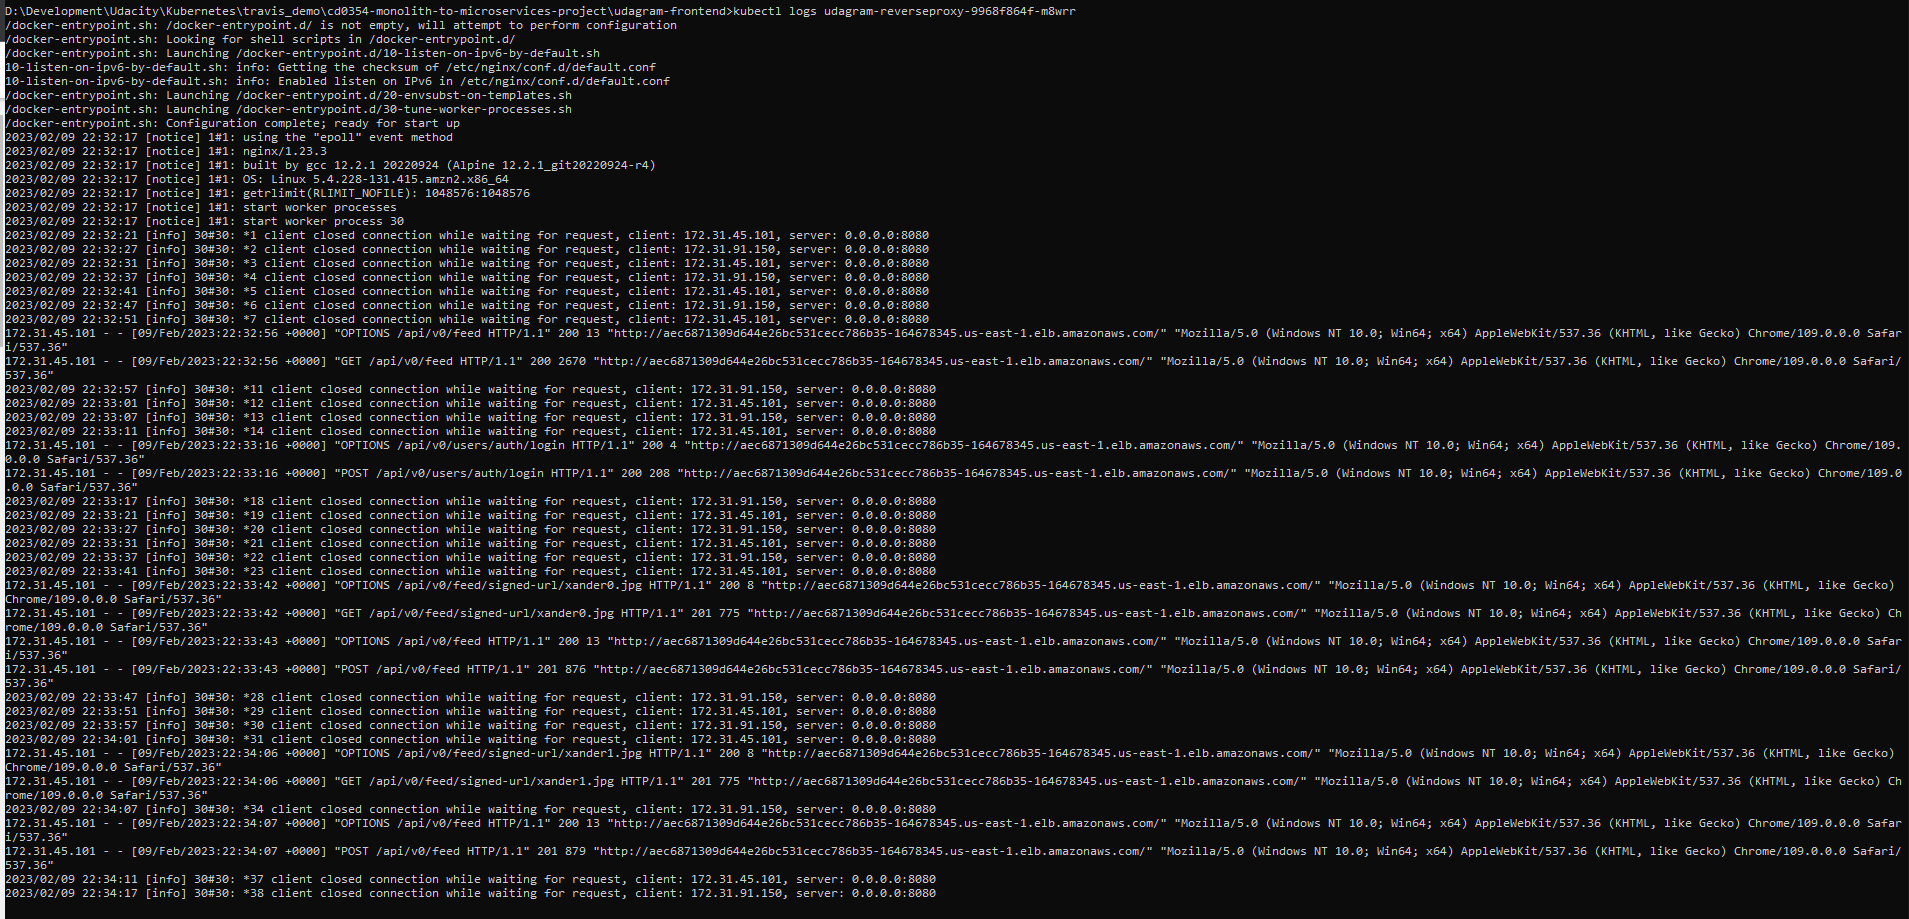 D:\Development\Udacity\Kubernetes\travis_demo\cd0354-monolith-to-microservices-project\udagram-frontend>kubectl logs udagram-reverseproxy-9968f864f-m8wrr
/docker-entrypoint.sh: /docker-entrypoint.d/ is not empty, will attempt to perform configuration
/docker-entrypoint.sh: Looking for shell scripts in /docker-entrypoint.d/
/docker-entrypoint.sh: Launching /docker-entrypoint.d/10-listen-on-ipv6-by-default.sh
10-listen-on-ipv6-by-default.sh: info: Getting the checksum of /etc/nginx/conf.d/default.conf
10-listen-on-ipv6-by-default.sh: info: Enabled listen on IPv6 in /etc/nginx/conf.d/default.conf
/docker-entrypoint.sh: Launching /docker-entrypoint.d/20-envsubst-on-templates.sh
/docker-entrypoint.sh: Launching /docker-entrypoint.d/30-tune-worker-processes.sh
/docker-entrypoint.sh: Configuration complete; ready for start up
2023/02/09 22:32:17 [notice] 1#1: using the "epoll" event method
2023/02/09 22:32:17 [notice] 1#1: nginx/1.23.3
2023/02/09 22:32:17 [notice] 1#1: built by gcc 12.2.1 20220924 (Alpine 12.2.1_git20220924-r4)
2023/02/09 22:32:17 [notice] 1#1: OS: Linux 5.4.228-131.415.amzn2.x86_64
2023/02/09 22:32:17 [notice] 1#1: getrlimit(RLIMIT_NOFILE): 1048576:1048576
2023/02/09 22:32:17 [notice] 1#1: start worker processes
2023/02/09 22:32:17 [notice] 1#1: start worker process 30
2023/02/09 22:32:21 [info] 30#30: *1 client closed connection while waiting for request, client: 172.31.45.101, server: 0.0.0.0:8080
2023/02/09 22:32:27 [info] 30#30: *2 client closed connection while waiting for request, client: 172.31.91.150, server: 0.0.0.0:8080
2023/02/09 22:32:31 [info] 30#30: *3 client closed connection while waiting for request, client: 172.31.45.101, server: 0.0.0.0:8080
2023/02/09 22:32:37 [info] 30#30: *4 client closed connection while waiting for request, client: 172.31.91.150, server: 0.0.0.0:8080
2023/02/09 22:32:41 [info] 30#30: *5 client closed connection while waiting for request, client: 172.31.45.101, server: 0.0.0.0:8080
2023/02/09 22:32:47 [info] 30#30: *6 client closed connection while waiting for request, client: 172.31.91.150, server: 0.0.0.0:8080
2023/02/09 22:32:51 [info] 30#30: *7 client closed connection while waiting for request, client: 172.31.45.101, server: 0.0.0.0:8080
172.31.45.101 - - [09/Feb/2023:22:32:56 +0000] "OPTIONS /api/v0/feed HTTP/1.1" 200 13 "http://aec6871309d644e26bc531cecc786b35-164678345.us-east-1.elb.amazonaws.com/" "Mozilla/5.0 (Windows NT 10.0; Win64; x64) AppleWebKit/537.36 (KHTML, like Gecko) Chrome/109.0.0.0 Safar
i/537.36"
172.31.45.101 - - [09/Feb/2023:22:32:56 +0000] "GET /api/v0/feed HTTP/1.1" 200 2670 "http://aec6871309d644e26bc531cecc786b35-164678345.us-east-1.elb.amazonaws.com/" "Mozilla/5.0 (Windows NT 10.0; Win64; x64) AppleWebKit/537.36 (KHTML, like Gecko) Chrome/109.0.0.0 Safari/
537.36"
2023/02/09 22:32:57 [info] 30#30: *11 client closed connection while waiting for request, client: 172.31.91.150, server: 0.0.0.0:8080
2023/02/09 22:33:01 [info] 30#30: *12 client closed connection while waiting for request, client: 172.31.45.101, server: 0.0.0.0:8080
2023/02/09 22:33:07 [info] 30#30: *13 client closed connection while waiting for request, client: 172.31.91.150, server: 0.0.0.0:8080
2023/02/09 22:33:11 [info] 30#30: *14 client closed connection while waiting for request, client: 172.31.45.101, server: 0.0.0.0:8080
172.31.45.101 - - [09/Feb/2023:22:33:16 +0000] "OPTIONS /api/v0/users/auth/login HTTP/1.1" 200 4 "http://aec6871309d644e26bc531cecc786b35-164678345.us-east-1.elb.amazonaws.com/" "Mozilla/5.0 (Windows NT 10.0; Win64; x64) AppleWebKit/537.36 (KHTML, like Gecko) Chrome/109.
0.0.0 Safari/537.36"
172.31.45.101 - - [09/Feb/2023:22:33:16 +0000] "POST /api/v0/users/auth/login HTTP/1.1" 200 208 "http://aec6871309d644e26bc531cecc786b35-164678345.us-east-1.elb.amazonaws.com/" "Mozilla/5.0 (Windows NT 10.0; Win64; x64) AppleWebKit/537.36 (KHTML, like Gecko) Chrome/109.0
.0.0 Safari/537.36"
2023/02/09 22:33:17 [info] 30#30: *18 client closed connection while waiting for request, client: 172.31.91.150, server: 0.0.0.0:8080
2023/02/09 22:33:21 [info] 30#30: *19 client closed connection while waiting for request, client: 172.31.45.101, server: 0.0.0.0:8080
2023/02/09 22:33:27 [info] 30#30: *20 client closed connection while waiting for request, client: 172.31.91.150, server: 0.0.0.0:8080
2023/02/09 22:33:31 [info] 30#30: *21 client closed connection while waiting for request, client: 172.31.45.101, server: 0.0.0.0:8080
2023/02/09 22:33:37 [info] 30#30: *22 client closed connection while waiting for request, client: 172.31.91.150, server: 0.0.0.0:8080
2023/02/09 22:33:41 [info] 30#30: *23 client closed connection while waiting for request, client: 172.31.45.101, server: 0.0.0.0:8080
172.31.45.101 - - [09/Feb/2023:22:33:42 +0000] "OPTIONS /api/v0/feed/signed-url/xander0.jpg HTTP/1.1" 200 8 "http://aec6871309d644e26bc531cecc786b35-164678345.us-east-1.elb.amazonaws.com/" "Mozilla/5.0 (Windows NT 10.0; Win64; x64) AppleWebKit/537.36 (KHTML, like Gecko)
Chrome/109.0.0.0 Safari/537.36"
172.31.45.101 - - [09/Feb/2023:22:33:42 +0000] "GET /api/v0/feed/signed-url/xander0.jpg HTTP/1.1" 201 775 "http://aec6871309d644e26bc531cecc786b35-164678345.us-east-1.elb.amazonaws.com/" "Mozilla/5.0 (Windows NT 10.0; Win64; x64) AppleWebKit/537.36 (KHTML, like Gecko) Ch
rome/109.0.0.0 Safari/537.36"
172.31.45.101 - - [09/Feb/2023:22:33:43 +0000] "OPTIONS /api/v0/feed HTTP/1.1" 200 13 "http://aec6871309d644e26bc531cecc786b35-164678345.us-east-1.elb.amazonaws.com/" "Mozilla/5.0 (Windows NT 10.0; Win64; x64) AppleWebKit/537.36 (KHTML, like Gecko) Chrome/109.0.0.0 Safar
i/537.36"
172.31.45.101 - - [09/Feb/2023:22:33:43 +0000] "POST /api/v0/feed HTTP/1.1" 201 876 "http://aec6871309d644e26bc531cecc786b35-164678345.us-east-1.elb.amazonaws.com/" "Mozilla/5.0 (Windows NT 10.0; Win64; x64) AppleWebKit/537.36 (KHTML, like Gecko) Chrome/109.0.0.0 Safari/
537.36"
2023/02/09 22:33:47 [info] 30#30: *28 client closed connection while waiting for request, client: 172.31.91.150, server: 0.0.0.0:8080
2023/02/09 22:33:51 [info] 30#30: *29 client closed connection while waiting for request, client: 172.31.45.101, server: 0.0.0.0:8080
2023/02/09 22:33:57 [info] 30#30: *30 client closed connection while waiting for request, client: 172.31.91.150, server: 0.0.0.0:8080
2023/02/09 22:34:01 [info] 30#30: *31 client closed connection while waiting for request, client: 172.31.45.101, server: 0.0.0.0:8080
172.31.45.101 - - [09/Feb/2023:22:34:06 +0000] "OPTIONS /api/v0/feed/signed-url/xander1.jpg HTTP/1.1" 200 8 "http://aec6871309d644e26bc531cecc786b35-164678345.us-east-1.elb.amazonaws.com/" "Mozilla/5.0 (Windows NT 10.0; Win64; x64) AppleWebKit/537.36 (KHTML, like Gecko)
Chrome/109.0.0.0 Safari/537.36"
172.31.45.101 - - [09/Feb/2023:22:34:06 +0000] "GET /api/v0/feed/signed-url/xander1.jpg HTTP/1.1" 201 775 "http://aec6871309d644e26bc531cecc786b35-164678345.us-east-1.elb.amazonaws.com/" "Mozilla/5.0 (Windows NT 10.0; Win64; x64) AppleWebKit/537.36 (KHTML, like Gecko) Ch
rome/109.0.0.0 Safari/537.36"
2023/02/09 22:34:07 [info] 30#30: *34 client closed connection while waiting for request, client: 172.31.91.150, server: 0.0.0.0:8080
172.31.45.101 - - [09/Feb/2023:22:34:07 +0000] "OPTIONS /api/v0/feed HTTP/1.1" 200 13 "http://aec6871309d644e26bc531cecc786b35-164678345.us-east-1.elb.amazonaws.com/" "Mozilla/5.0 (Windows NT 10.0; Win64; x64) AppleWebKit/537.36 (KHTML, like Gecko) Chrome/109.0.0.0 Safar
i/537.36"
172.31.45.101 - - [09/Feb/2023:22:34:07 +0000] "POST /api/v0/feed HTTP/1.1" 201 879 "http://aec6871309d644e26bc531cecc786b35-164678345.us-east-1.elb.amazonaws.com/" "Mozilla/5.0 (Windows NT 10.0; Win64; x64) AppleWebKit/537.36 (KHTML, like Gecko) Chrome/109.0.0.0 Safari/
537.36"
2023/02/09 22:34:11 [info] 30#30: *37 client closed connection while waiting for request, client: 172.31.45.101, server: 0.0.0.0:8080
2023/02/09 22:34:17 [info] 30#30: *38 client closed connection while waiting for request, client: 172.31.91.150, server: 0.0.0.0:8080